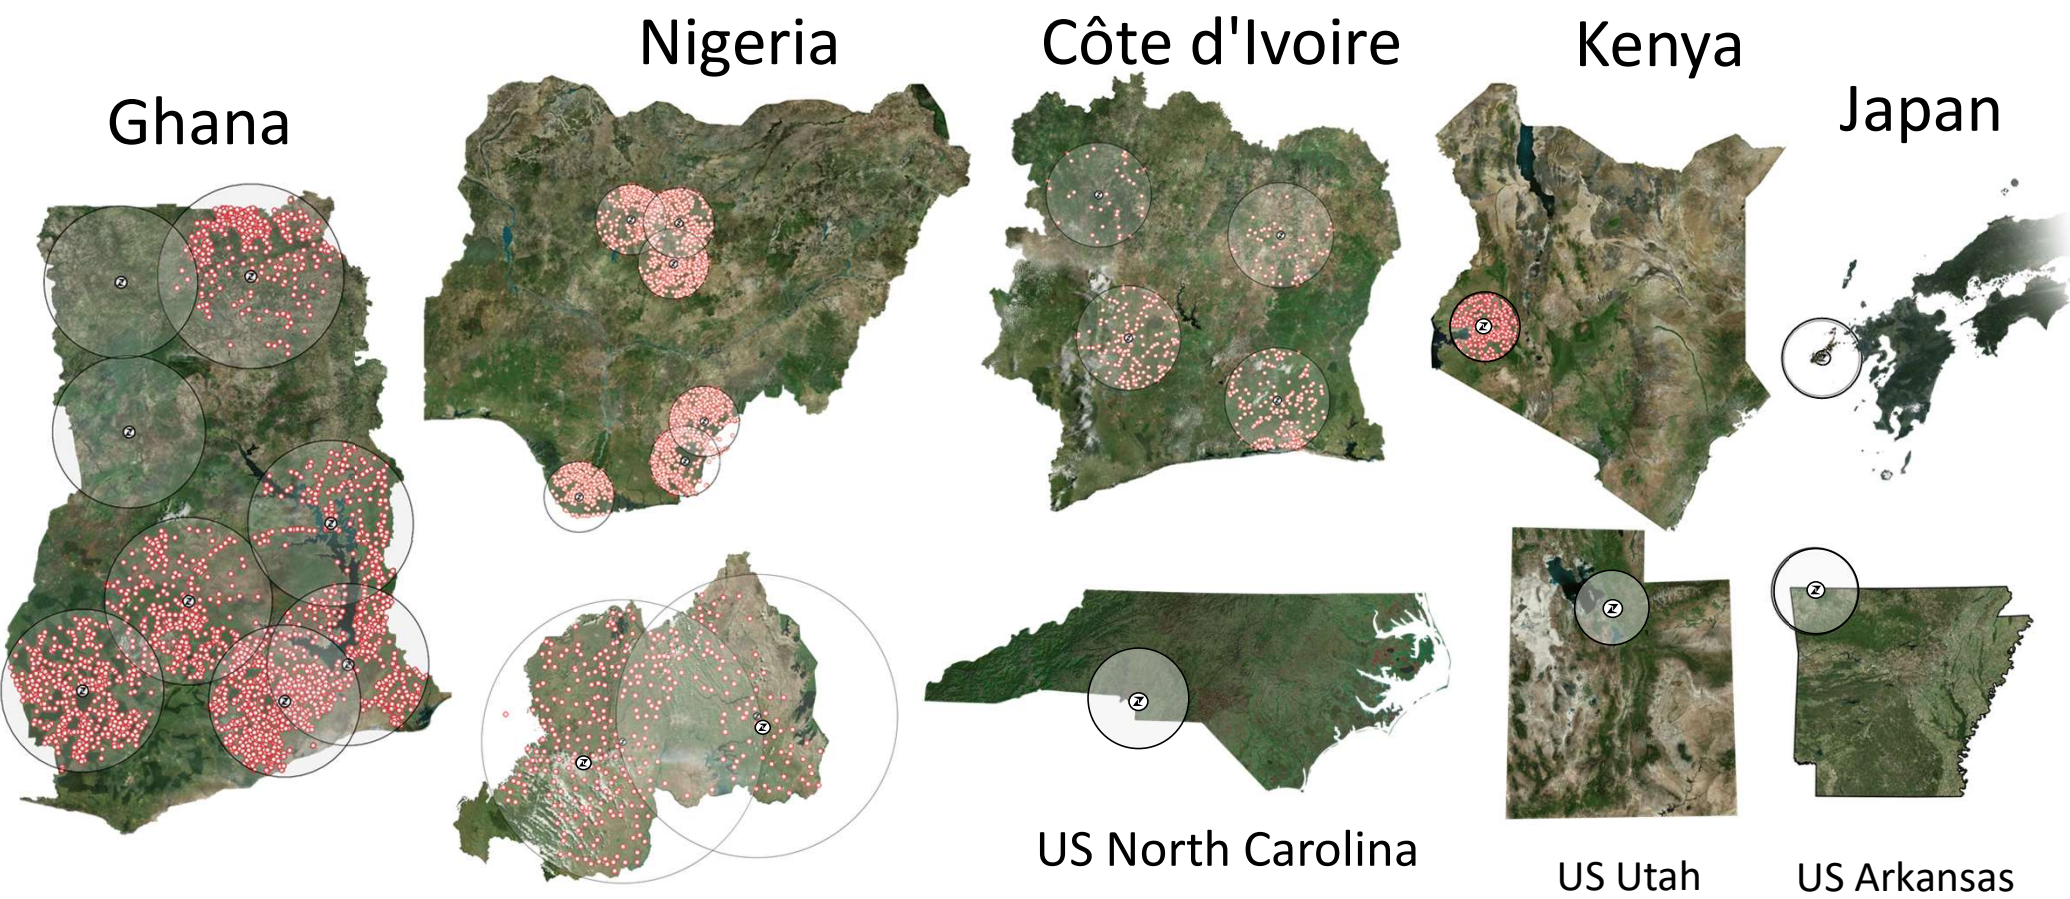 Ghana
Nigeria
Côte d'Ivoire
Kenya
Japan
US North Carolina
US Utah
US Arkansas